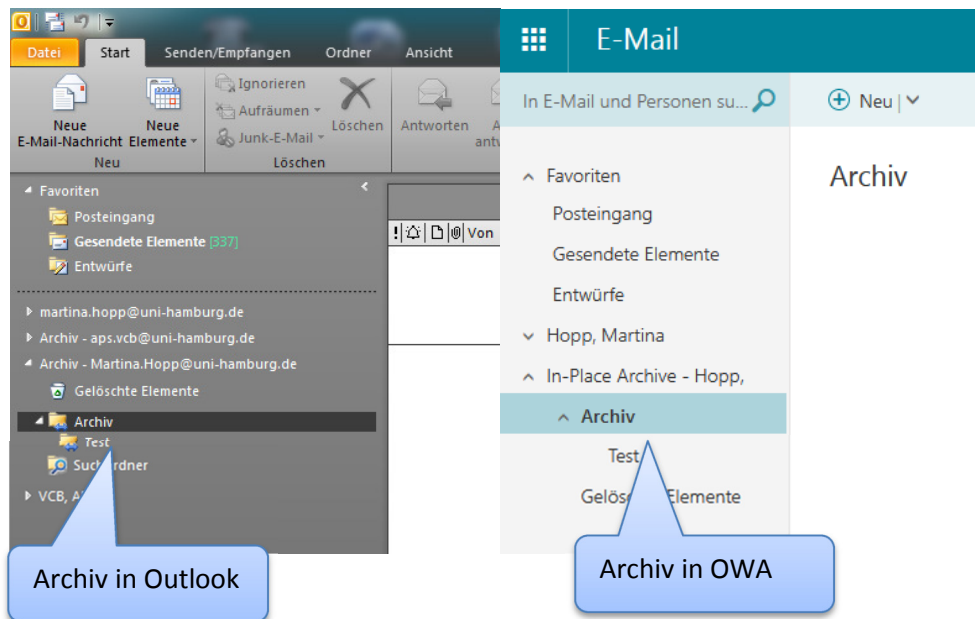 Datei Start Senden/Empfangen Ordner Ansicht
Ignorieren
Aufräumen
Junk-E-Mail
Neue
E-Mail-Nachricht
Neue
Elemente
Löschen
Antworten
Neu
Löschen
Favoriten
Posteingang
Gesendete Elemente [337]
Entwürfe
! Von
martina.hopp@uni-hamburg.de
Archiv - aps.vcb@uni-hamburg.de
Archiv - Martina.Hopp@uni-hamburg.de
Gelöschte Elemente
Archiv
Test
VCB,
Archiv in Outlook
E-Mail
In E-Mail und Personen su...
Neu
Favoriten
Posteingang
Gesendete Elemente
Entwürfe
Hopp, Martina
In-Place Archive - Hopp,
Archiv
Test
Elemente
Archiv
Archiv in OWA